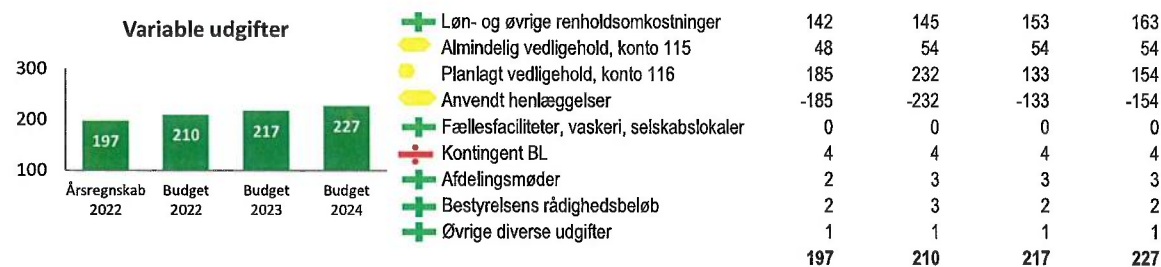 Variable udgifter
300
200
100
197
210
217
227
Årsregnskab 2022
Budget 2022
Budget 2023
Budget 2024
Løn- og øvrige renholdsomkostninger 142 145 153 163
Almindelig vedligehold, konto 115 48 54 54 54
Planlagt vedligehold, konto 116 185 232 133 154
Anvendt henlæggelser -185 -232 -133 -154
Fællesfaciliteter, vaskeri, selskabslokaler 0 0 0 0
Kontingent BL 4 4 4 4
Afdelingsmøder 2 3 3 3
Bestyrelsens rådighedsbeløb 2 3 2 2
Øvrige diverse udgifter 1 1 1 1
197 210 217 227